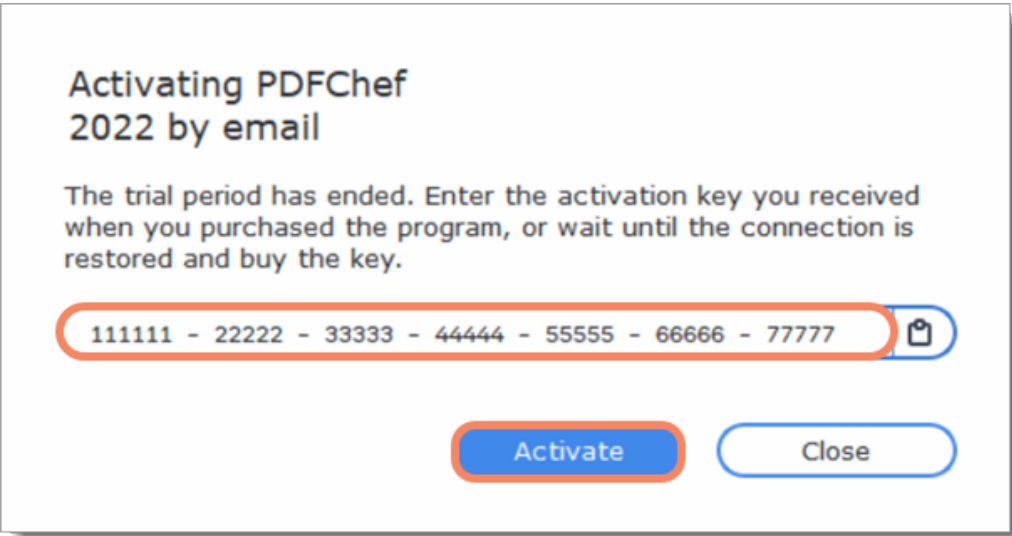 Activating PDFChef
2022 by email
The trial period has ended. Enter the activation key you received
when you purchased the program, or wait until the connection is
restored and buy the key.
111111 - 22222 - 33333 - 44444 - 55555 - 66666 - 77777
Activate
Close